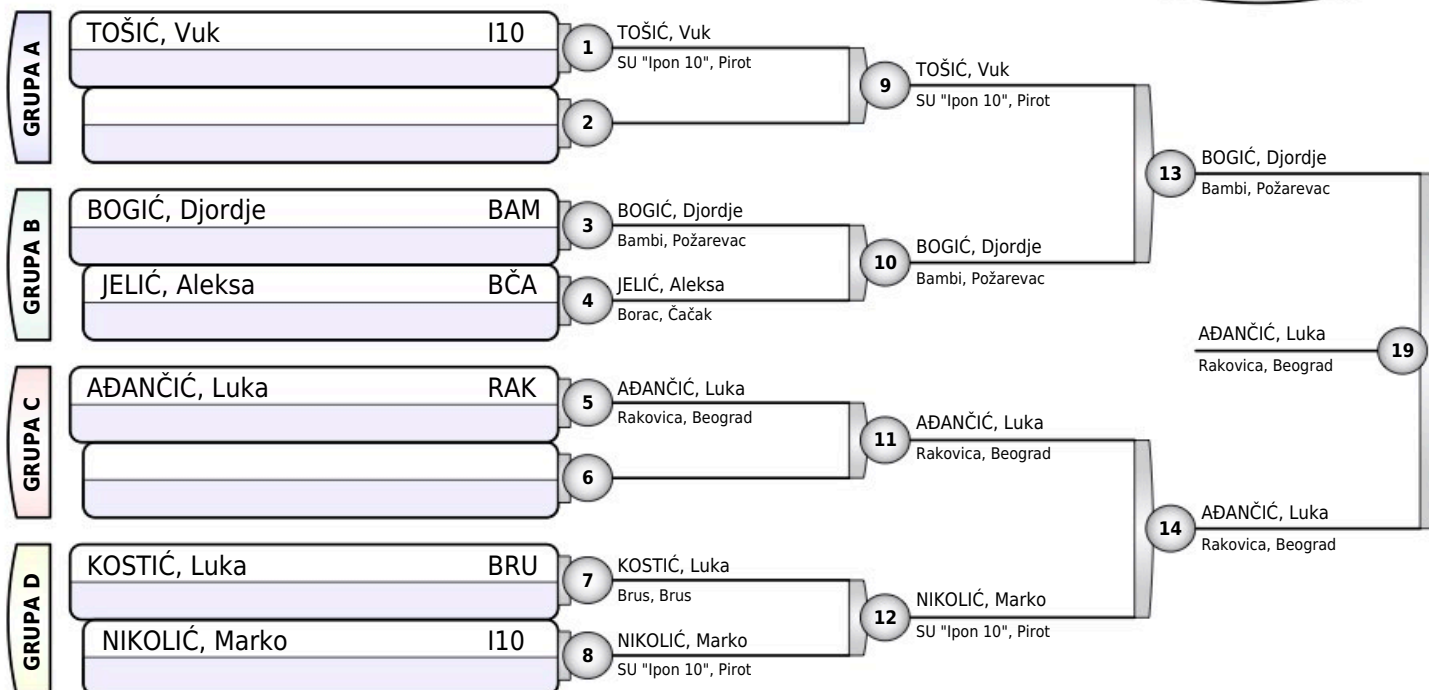 GRUPA A
TOŠIĆ, Vuk I10
1
TOŠIĆ, Vuk
SU "Ipon 10", Pirot
2
9
TOŠIĆ, Vuk
SU "Ipon 10", Pirot
GRUPA B
BOGIĆ, Djordje BAM
3
BOGIĆ, Djordje
Bambi, Požarevac
JELIĆ, Aleksa BČA
4
JELIĆ, Aleksa
Borac, Čačak
10
BOGIĆ, Djordje
Bambi, Požarevac
13
BOGIĆ, Djordje
Bambi, Požarevac
AĐANČIĆ, Luka
Rakovica, Beograd
19
GRUPA C
AĐANČIĆ, Luka RAK
5
AĐANČIĆ, Luka
Rakovica, Beograd
6
11
AĐANČIĆ, Luka
Rakovica, Beograd
14
AĐANČIĆ, Luka
Rakovica, Beograd
GRUPA D
KOSTIĆ, Luka BRU
7
KOSTIĆ, Luka
Brus, Brus
NIKOLIĆ, Marko I10
8
NIKOLIĆ, Marko
SU "Ipon 10", Pirot
12
NIKOLIĆ, Marko
SU "Ipon 10", Pirot